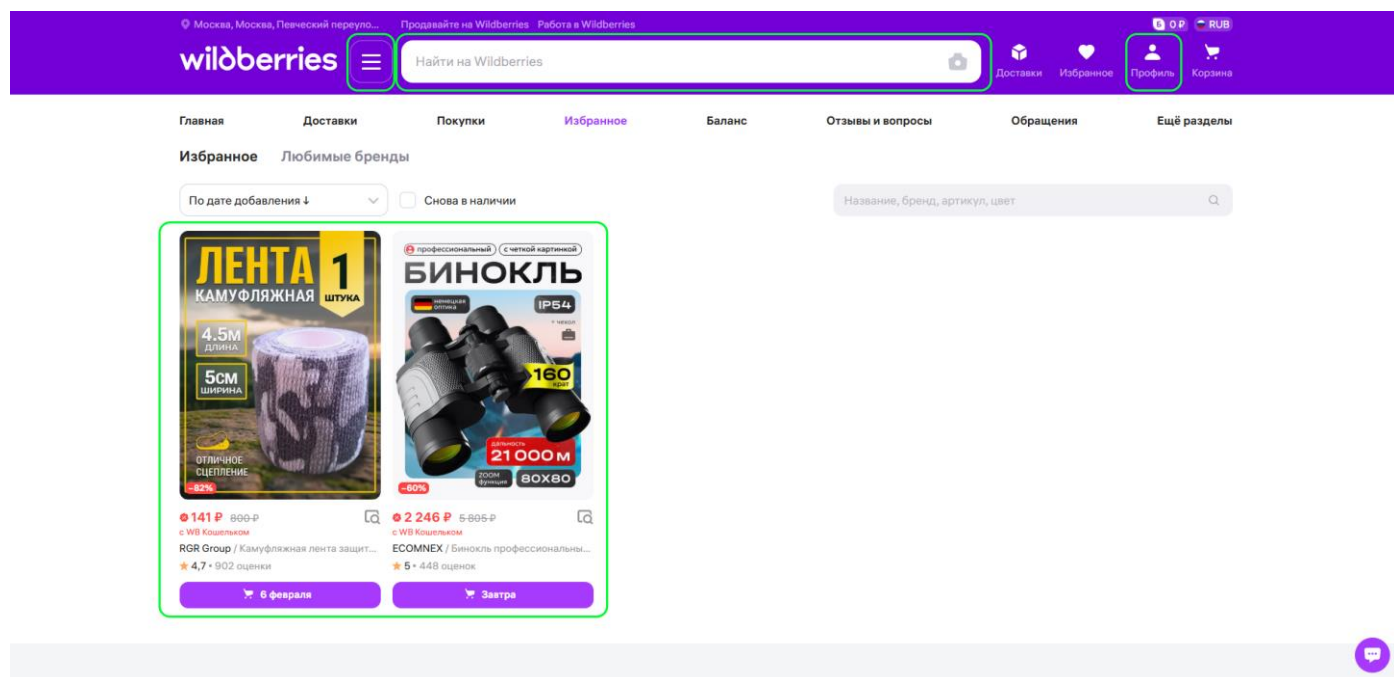 Москва, Москва, Певческий переуло... Продавайте на Wildberries Работа в Wildberries 0 ₽ RUB
wildberries Найти на Wildberries
Доставки Избранное Профиль Корзина
Главная Доставки Покупки Избранное Баланс Отзывы и вопросы Обращения Ещё разделы
Избранное Любимые бренды
По дате добавления ↓ Снова в наличии Название, бренд, артикул, цвет
ЛЕНТА
КАМУФЛЯЖНАЯ
1
ШТУКА
4.5М
ДЛИНА
5СМ
ШИРИНА
ОТЛИЧНОЕ
СЦЕПЛЕНИЕ
-82%
профессиональный с четкой картинкой
БИНОКЛЬ
немецкая
оптика
IP54
+ чехол
160
крат
дальность
21 000 м
zoom
функция
80X80
-60%
141 ₽ 800 ₽
с WB Кошельком
RGR Group / Камуфляжная лента защит...
4,7 • 902 оценки
6 февраля
2 246 ₽ 5 805 ₽
с WB Кошельком
ECOMNEX / Бинокль профессиональны...
5 • 448 оценок
Завтра